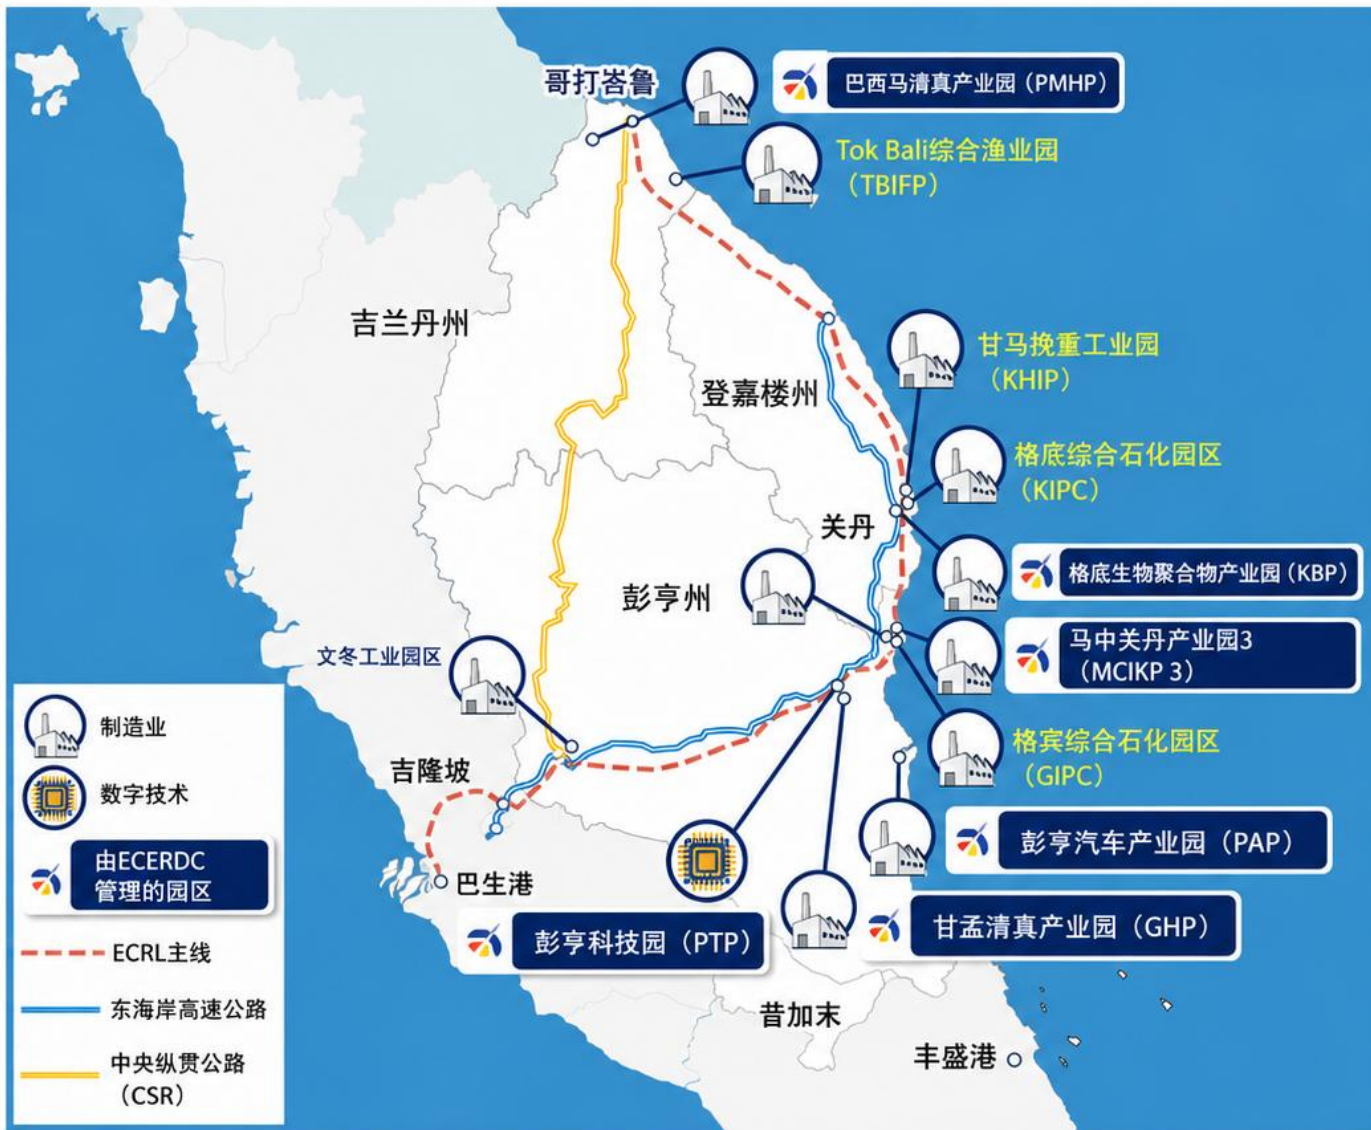 哥打峇鲁
巴西马清真产业园（PMHP）
Tok Bali综合渔业园
（TBIFP）
吉兰丹州
登嘉楼州
甘马挽重工业园
（KHIP）
格底综合石化园区
（KIPC）
关丹
格底生物聚合物产业园（KBP）
彭亨州
马中关丹产业园3
（MCIKP 3）
文冬工业园区
格宾综合石化园区
（GIPC）
吉隆坡
彭亨汽车产业园（PAP）
巴生港
甘孟清真产业园（GHP）
彭亨科技园（PTP）
昔加末
丰盛港
制造业
数字技术
由ECERDC
管理的园区
ECRL主线
东海岸高速公路
中央纵贯公路
（CSR）